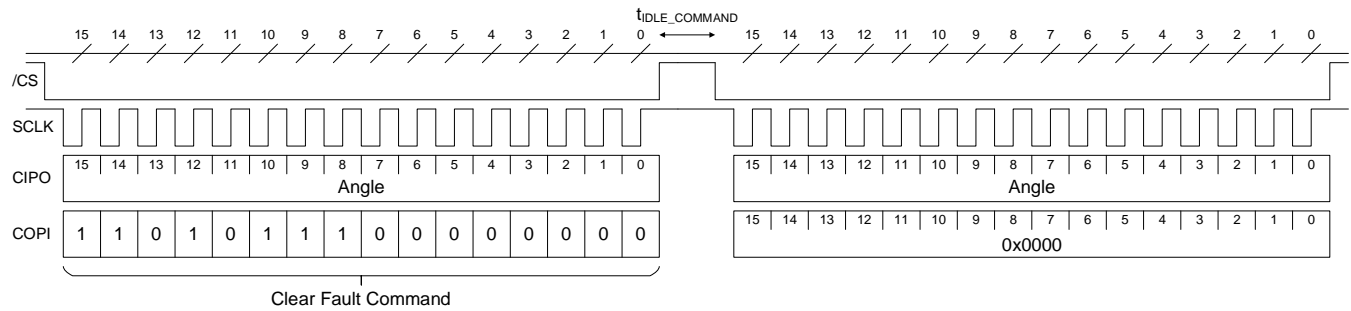 tIDLE_COMMAND
15 14 13 12 11 10 9 8 7 6 5 4 3 2 1 0 15 14 13 12 11 10 9 8 7 6 5 4 3 2 1 0
/CS
SCLK
CIPO 15 14 13 12 11 10 9 8 7 6 5 4 3 2 1 0 15 14 13 12 11 10 9 8 7 6 5 4 3 2 1 0
Angle Angle
COPI 1 1 0 1 0 1 1 1 0 0 0 0 0 0 0 0 15 14 13 12 11 10 9 8 7 6 5 4 3 2 1 0
0x0000
Clear Fault Command